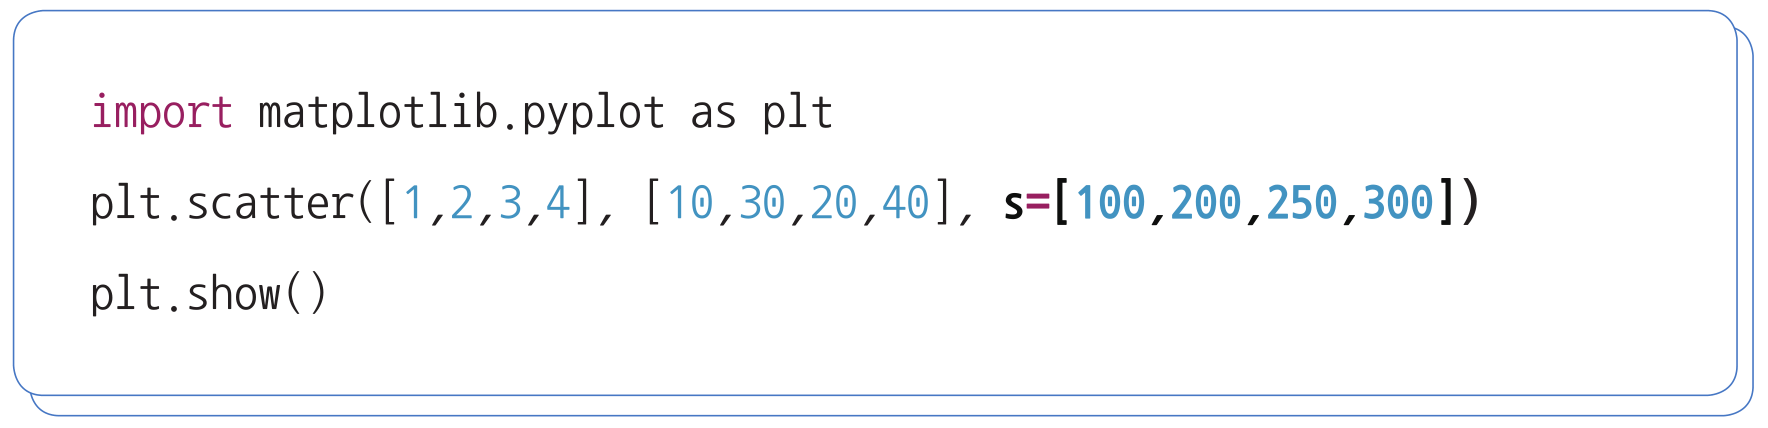 import matplotlib.pyplot as plt
plt.scatter([1,2,3,4], [10,30,20,40], s=[100,200,250,300])
plt.show()